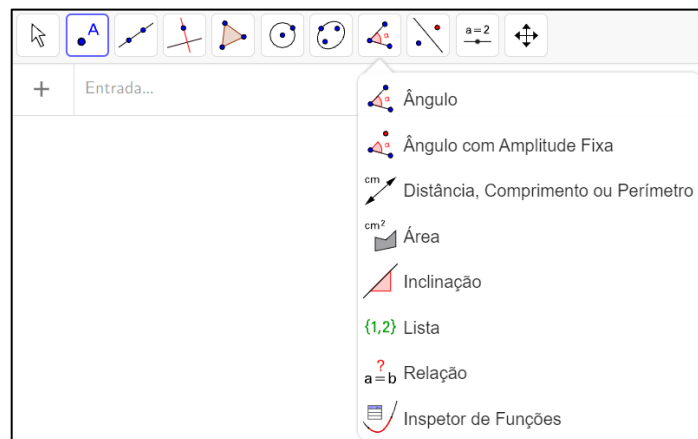 A
α
a=2
+
Entrada...
α
Ângulo
α
Ângulo com Amplitude Fixa
cm
Distância, Comprimento ou Perímetro
cm²
Área
Inclinação
{1,2}
Lista
?
a=b
Relação
Inspetor de Funções